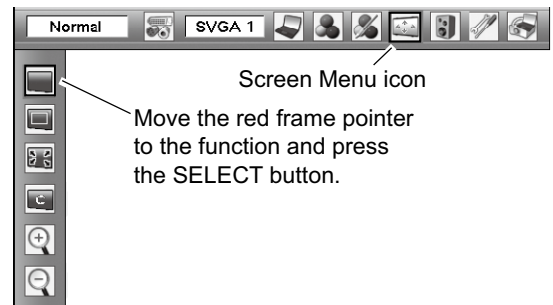 Normal SVGA 1
Screen Menu icon
Move the red frame pointer
to the function and press
the SELECT button.
C